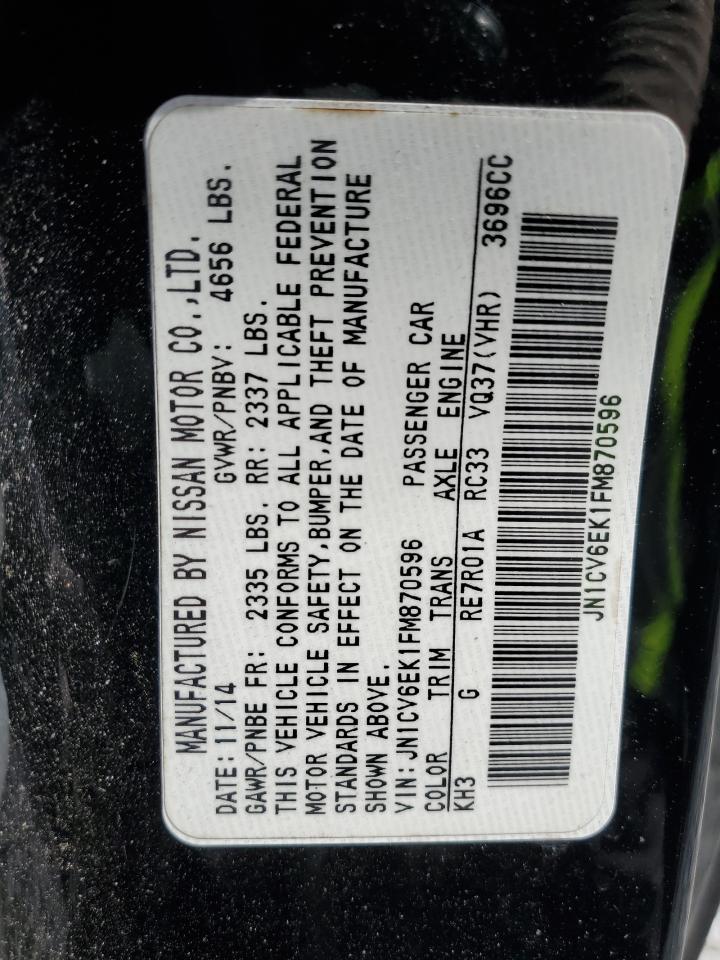 MANUFACTURED BY NISSAN MOTOR CO.,LTD.
DATE: 11/14 GVWR/PNBV: 4656 LBS.
GAWR/PNBE FR: 2335 LBS. RR: 2337 LBS.
THIS VEHICLE CONFORMS TO ALL APPLICABLE FEDERAL
MOTOR VEHICLE SAFETY,BUMPER,AND THEFT PREVENTION
STANDARDS IN EFFECT ON THE DATE OF MANUFACTURE
SHOWN ABOVE.
VIN: JN1CV6EK1FM870596 PASSENGER CAR
COLOR TRIM TRANS AXLE ENGINE
KH3 G RE7R01A RC33 VQ37(VHR) 3696CC
JN1CV6EK1FM870596